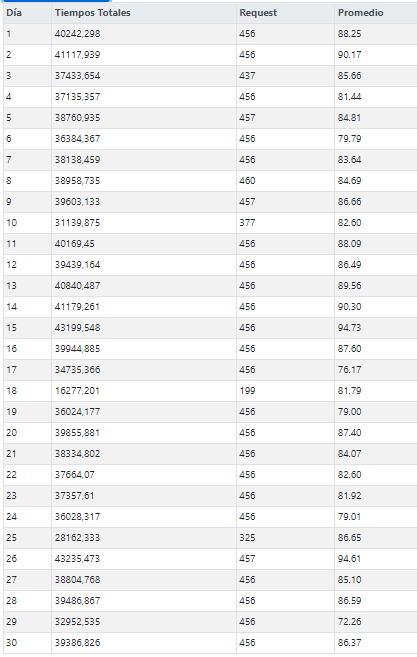 Día Tiempos Totales Request Promedio
1 40242,298 456 88.25
2 41117,939 456 90.17
3 37433,654 437 85.66
4 37135,357 456 81.44
5 38760,935 457 84.81
6 36384,367 456 79.79
7 38138,459 456 83.64
8 38958,735 460 84.69
9 39603,133 457 86.66
10 31139,875 377 82.60
11 40169,45 456 88.09
12 39439,164 456 86.49
13 40840,487 456 89.56
14 41179,261 456 90.30
15 43199,548 456 94.73
16 39944,885 456 87.60
17 34735,366 456 76.17
18 16277,201 199 81.79
19 36024,177 456 79.00
20 39855,881 456 87.40
21 38334,802 456 84.07
22 37664,07 456 82.60
23 37357,61 456 81.92
24 36028,317 456 79.01
25 28162,333 325 86.65
26 43235,473 457 94.61
27 38804,768 456 85.10
28 39486,867 456 86.59
29 32952,535 456 72.26
30 39386,826 456 86.37